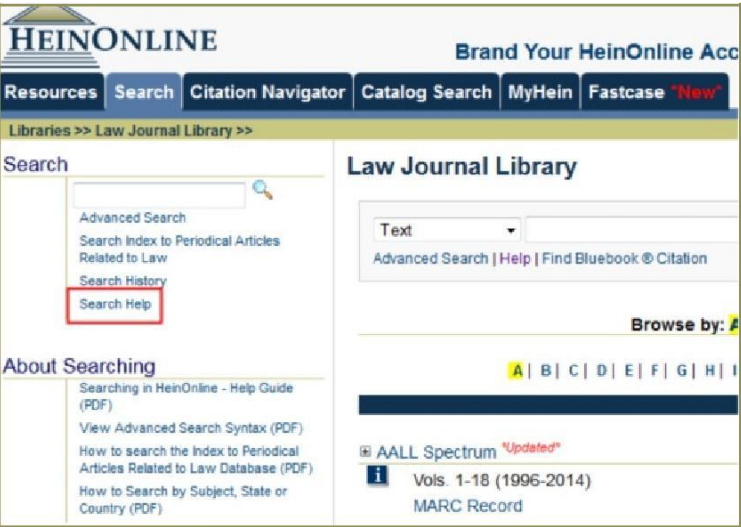 HEINONLINE
Brand Your HeinOnline Acc
Resources Search Citation Navigator Catalog Search MyHein Fastcase *New*
Libraries >> Law Journal Library >>
Search
Advanced Search
Search Index to Periodical Articles
Related to Law
Search History
Search Help
About Searching
Searching in HeinOnline - Help Guide
(PDF)
View Advanced Search Syntax (PDF)
How to search the Index to Periodical
Articles Related to Law Database (PDF)
How to Search by Subject, State or
Country (PDF)
Law Journal Library
Text
Advanced Search | Help | Find Bluebook ® Citation
Browse by: A
A| B| C| D| E| F| G| H| I
AALL Spectrum *Updated*
i Vols. 1-18 (1996-2014)
MARC Record